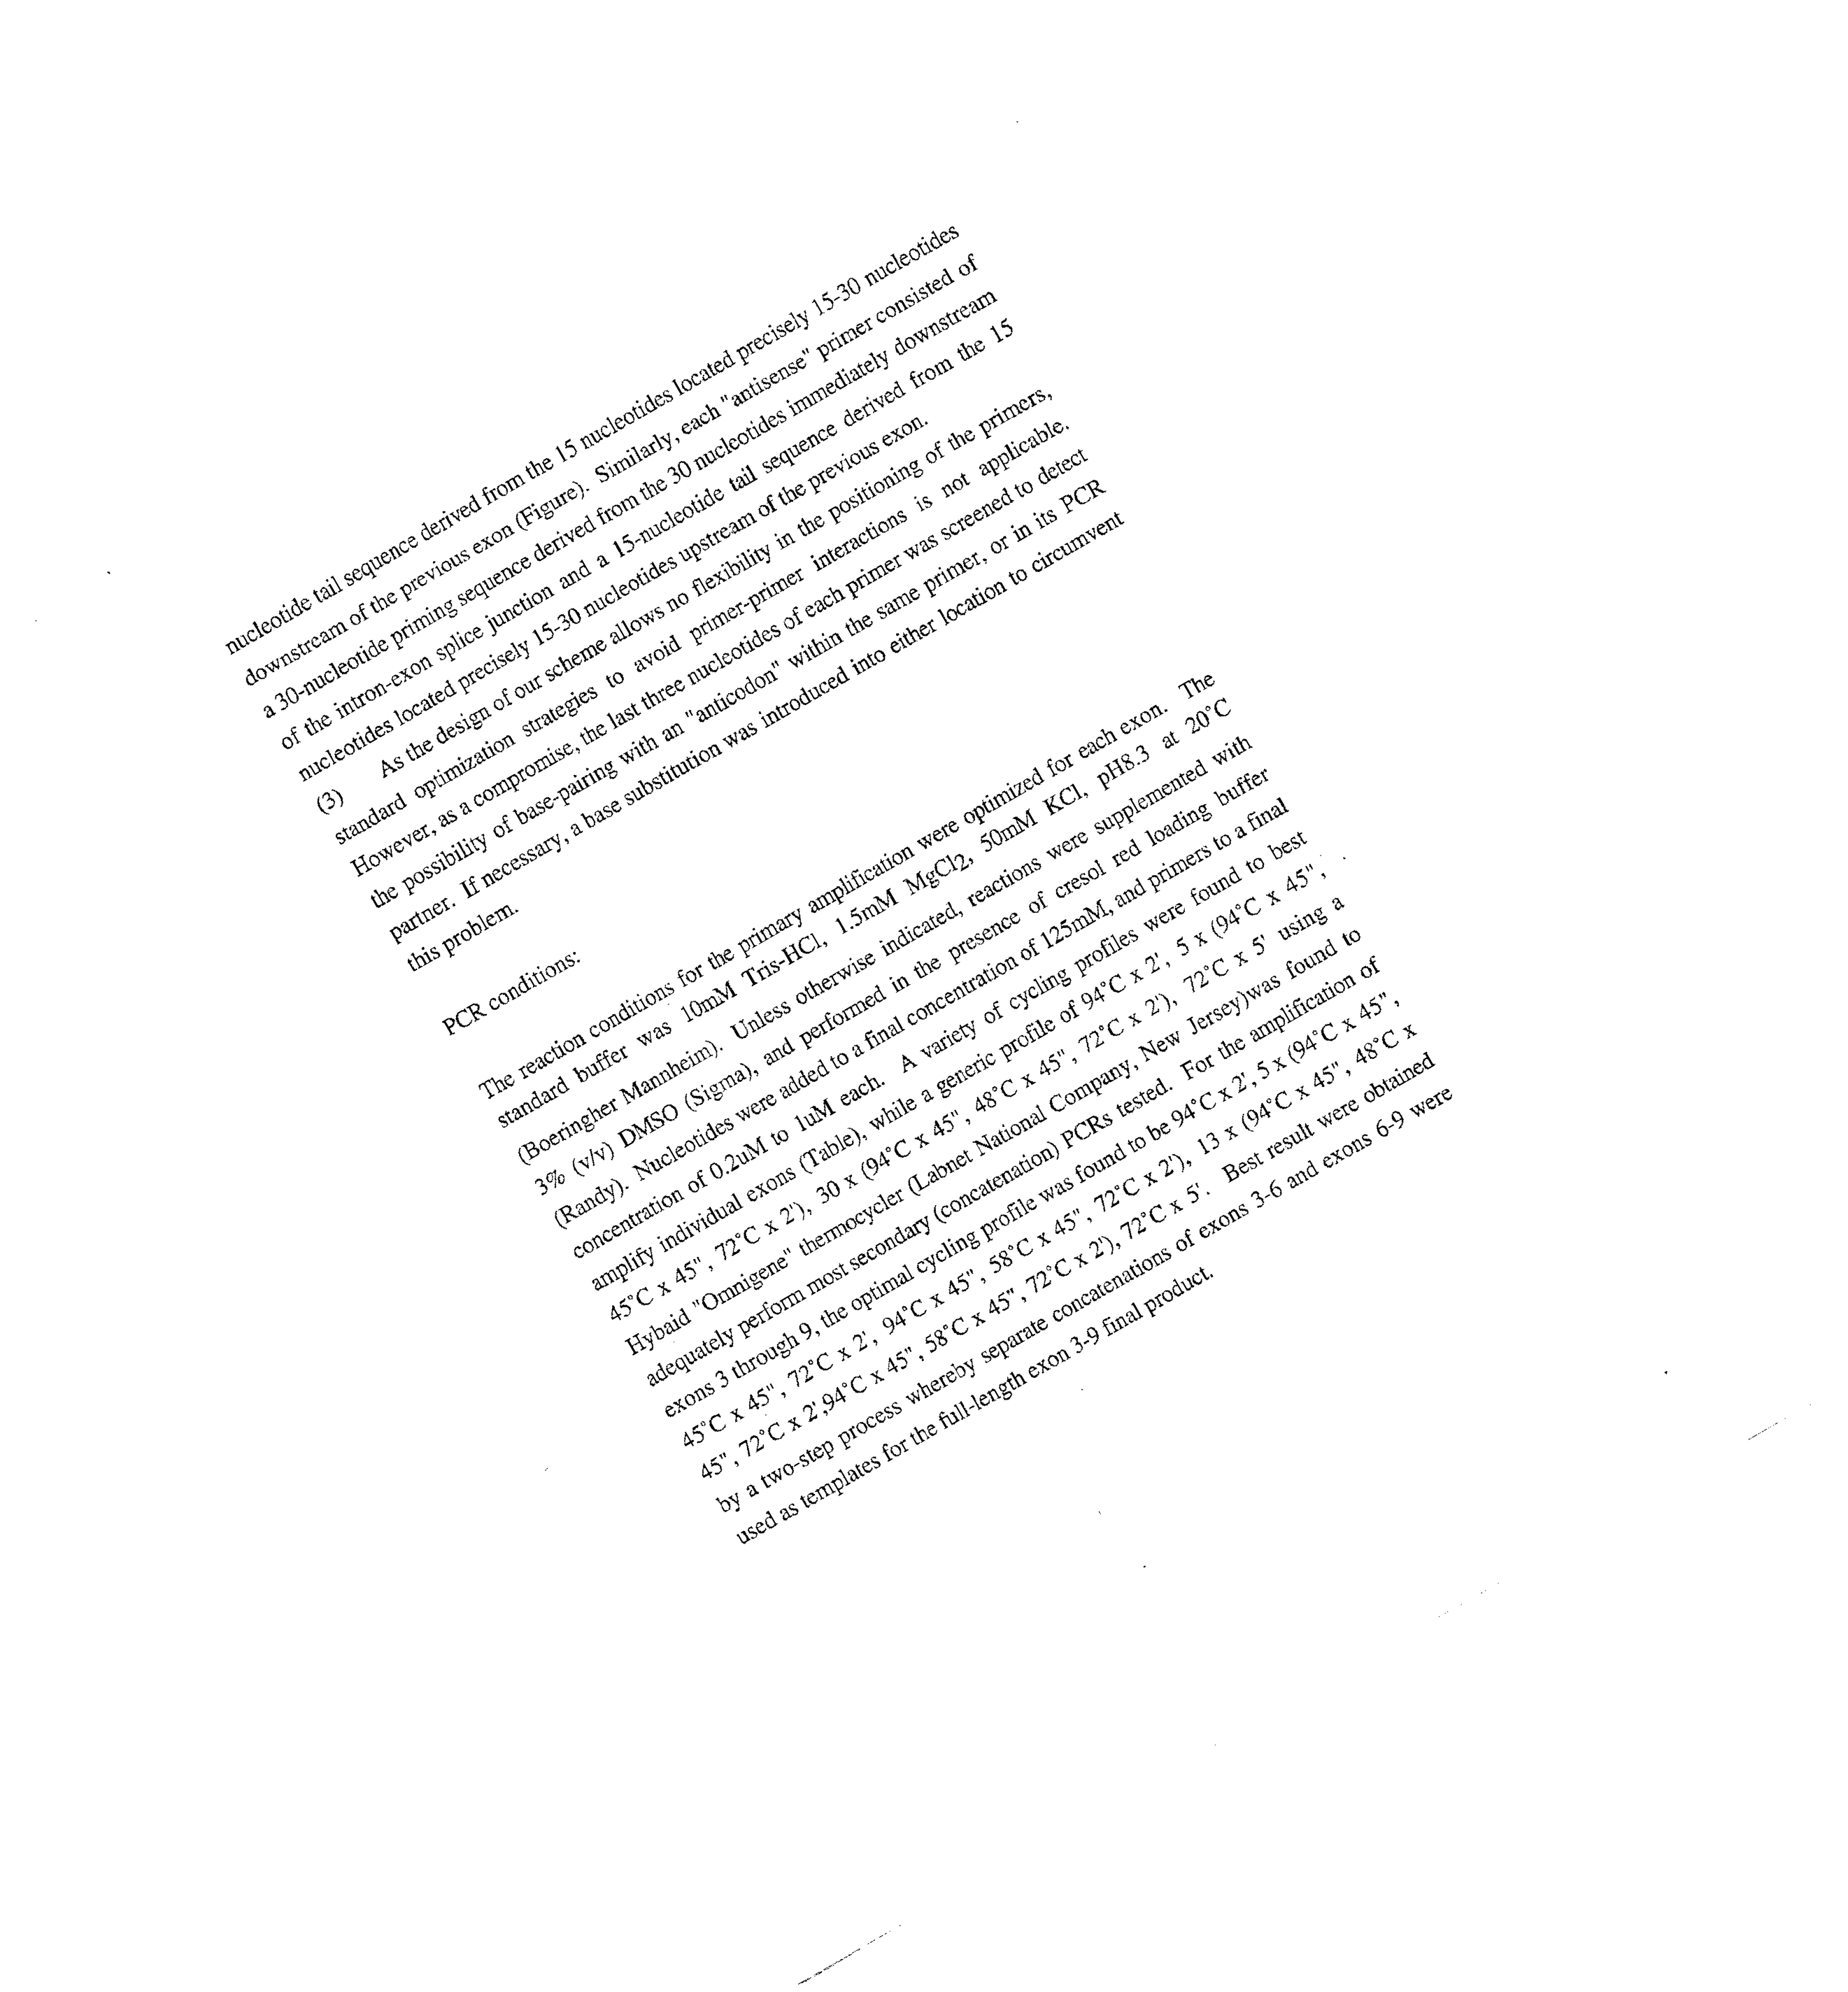 nucleotide tail sequence derived from the 15 nucleotides located precisely 15-30 nucleotides
downstream of the previous exon (Figure). Similarly, each "antisense" primer consisted of
a 30-nucleotide priming sequence derived from the 30 nucleotides immediately downstream
of the intron-exon splice junction and a 15-nucleotide tail sequence derived from the 15
nucleotides located precisely 15-30 nucleotides upstream of the previous exon.
(3) As the design of our scheme allows no flexibility in the positioning of the primers,
standard optimization strategies to avoid primer-primer interactions is not applicable.
However, as a compromise, the last three nucleotides of each primer was screened to detect
the possibility of base-pairing with an "anticodon" within the same primer, or in its PCR
partner. If necessary, a base substitution was introduced into either location to circumvent
this problem.
PCR conditions:
The reaction conditions for the primary amplification were optimized for each exon. The
standard buffer was 10mM Tris-HCl, 1.5mM MgCl2, 50mM KCl, pH8.3 at 20°C
(Boeringher Mannheim). Unless otherwise indicated, reactions were supplemented with
3% (v/v) DMSO (Sigma), and performed in the presence of cresol red loading buffer
(Randy). Nucleotides were added to a final concentration of 125mM, and primers to a final
concentration of 0.2uM to 1uM each. A variety of cycling profiles were found to best
amplify individual exons (Table), while a generic profile of 94°C x 2', 5 x (94°C x 45",
45°C x 45", 72°C x 2'), 30 x (94°C x 45", 48°C x 45", 72°C x 2'), 72°C x 5' using a
Hybaid "Omnigene" thermocycler (Labnet National Company, New Jersey)was found to
adequately perform most secondary (concatenation) PCRs tested. For the amplification of
exons 3 through 9, the optimal cycling profile was found to be 94°C x 2', 5 x (94°C x 45",
45°C x 45", 72°C x 2', 94°C x 45", 58°C x 45", 72°C x 2'), 13 x (94°C x 45", 48°C x
45", 72°C x 2',94°C x 45", 58°C x 45", 72°C x 2'), 72°C x 5'. Best result were obtained
by a two-step process whereby separate concatenations of exons 3-6 and exons 6-9 were
used as templates for the full-length exon 3-9 final product.